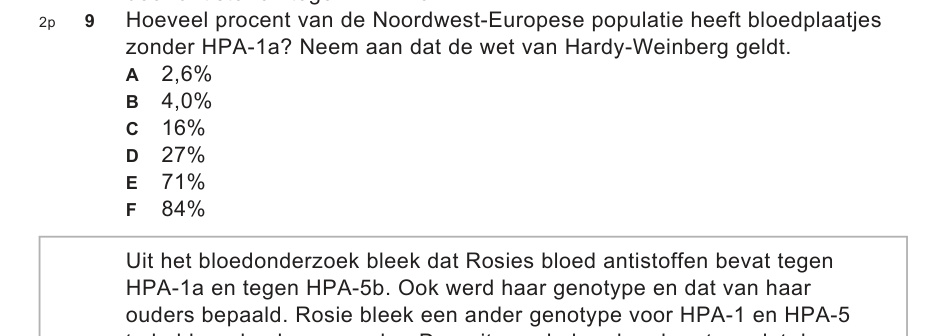 2p 9 Hoeveel procent van de Noordwest-Europese populatie heeft bloedplaatjes
zonder HPA-1a? Neem aan dat de wet van Hardy-Weinberg geldt.
A 2,6%
B 4,0%
C 16%
D 27%
E 71%
F 84%
Uit het bloedonderzoek bleek dat Rosies bloed antistoffen bevat tegen
HPA-1a en tegen HPA-5b. Ook werd haar genotype en dat van haar
ouders bepaald. Rosie bleek een ander genotype voor HPA-1 en HPA-5